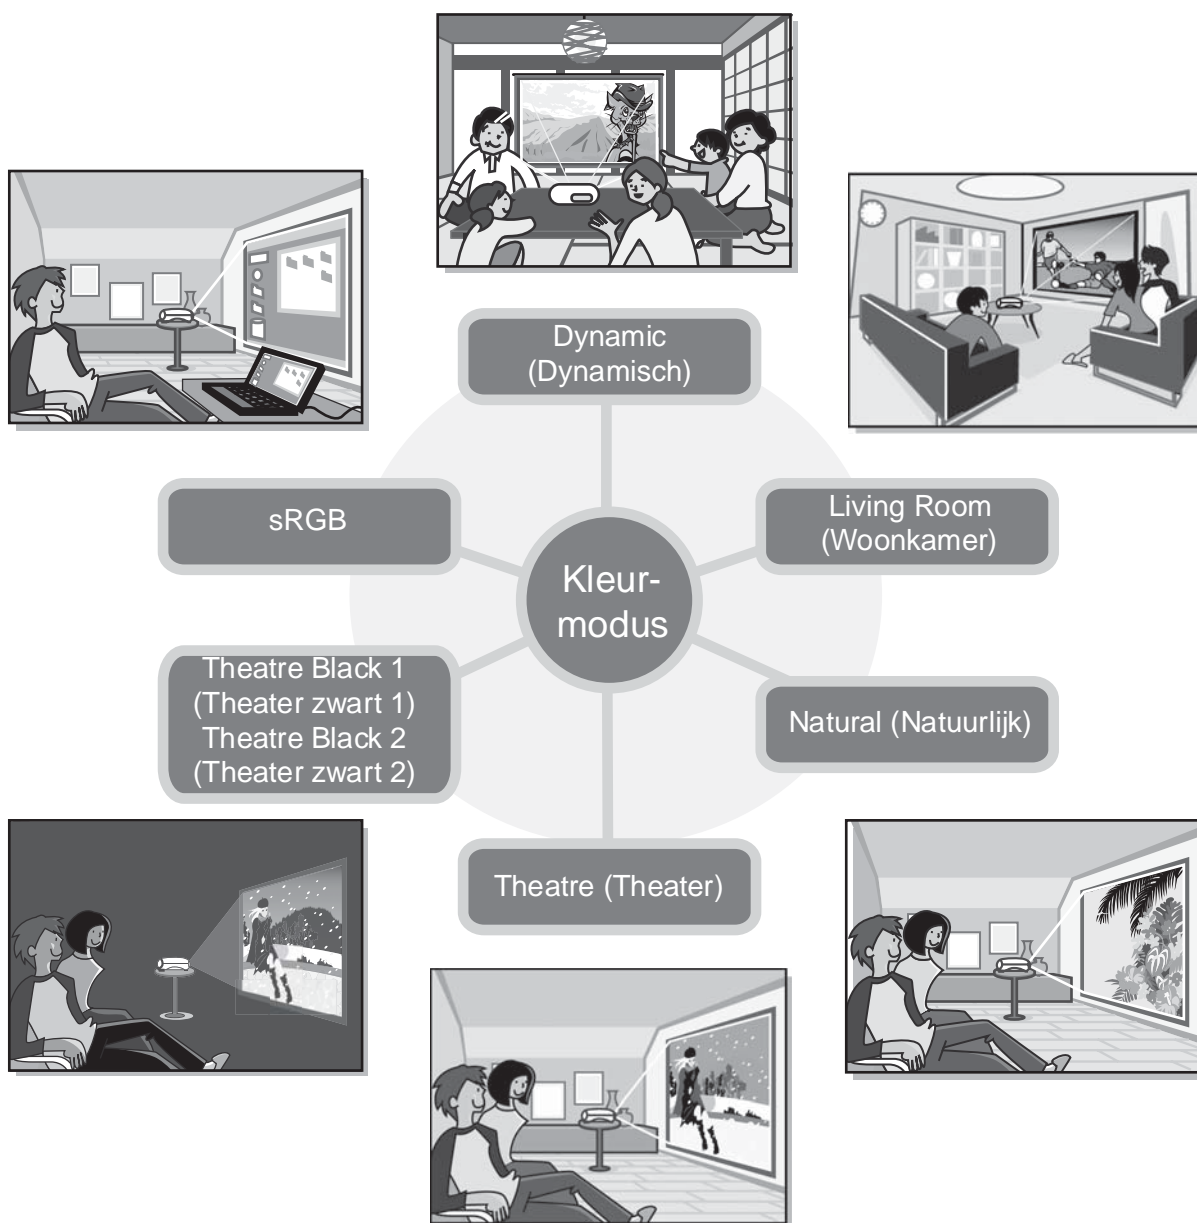 Dynamic
(Dynamisch)
sRGB
Living Room
(Woonkamer)
Kleur-
modus
Theatre Black 1
(Theater zwart 1)
Theatre Black 2
(Theater zwart 2)
Natural (Natuurlijk)
Theatre (Theater)